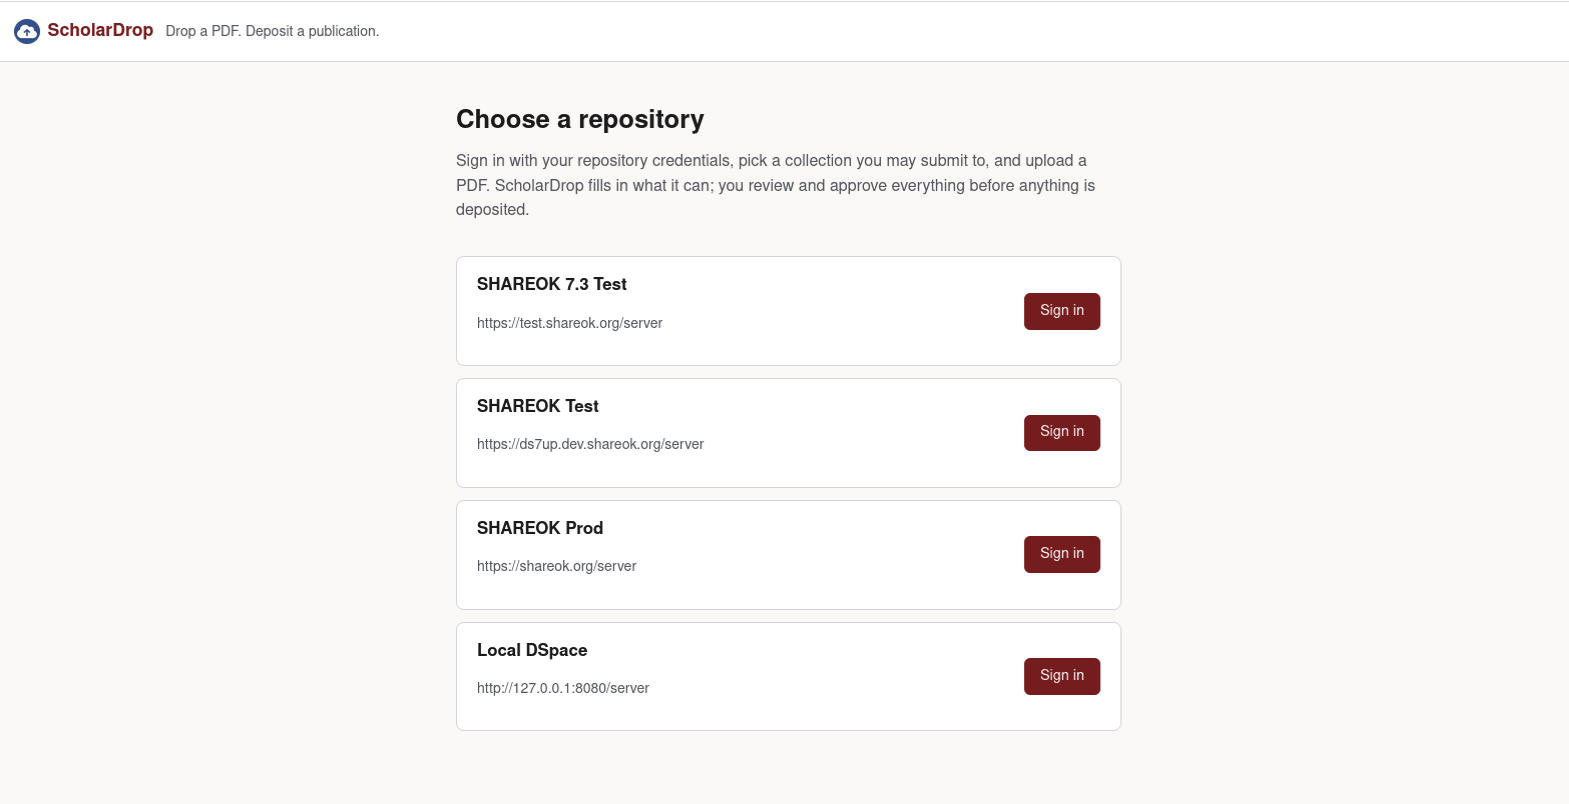 ScholarDrop Drop a PDF. Deposit a publication.
Choose a repository
Sign in with your repository credentials, pick a collection you may submit to, and upload a
PDF. ScholarDrop fills in what it can; you review and approve everything before anything is
deposited.
SHAREOK 7.3 Test
https://test.shareok.org/server
Sign in
SHAREOK Test
https://ds7up.dev.shareok.org/server
Sign in
SHAREOK Prod
https://shareok.org/server
Sign in
Local DSpace
http://127.0.0.1:8080/server
Sign in